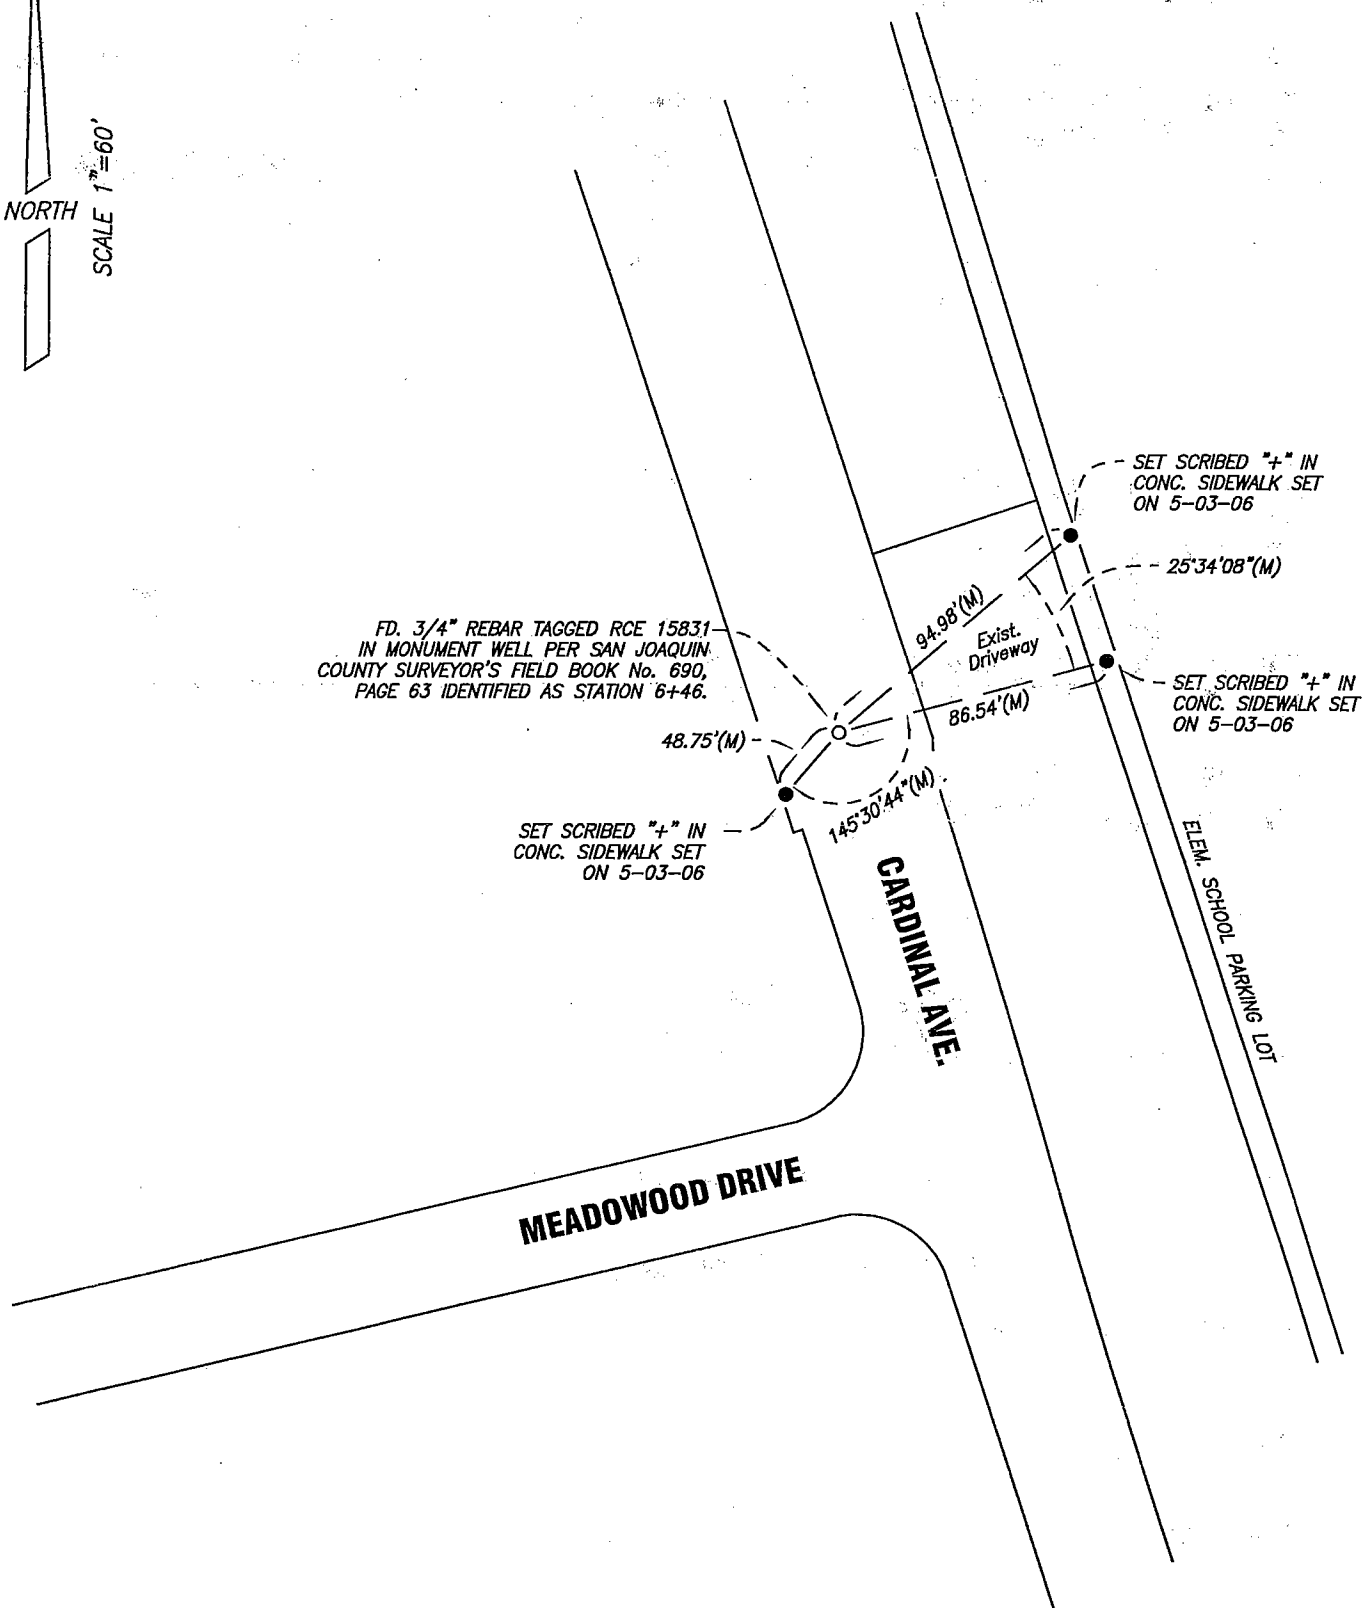 NORTH
SCALE 1"=60'
SET SCRIBED "+" IN
CONC. SIDEWALK SET
ON 5-03-06
25°34'08"(M)
94.98'(M)
Exist.
Driveway
FD. 3/4" REBAR TAGGED RCE 15831
IN MONUMENT WELL PER SAN JOAQUIN
COUNTY SURVEYOR'S FIELD BOOK No. 690,
PAGE 63 IDENTIFIED AS STATION 6+46.
SET SCRIBED "+" IN
CONC. SIDEWALK SET
ON 5-03-06
86.54'(M)
48.75'(M)
145°30'44"(M)
SET SCRIBED "+" IN
CONC. SIDEWALK SET
ON 5-03-06
CARDINAL AVE.
ELEM. SCHOOL PARKING LOT
MEADOWOOD DRIVE